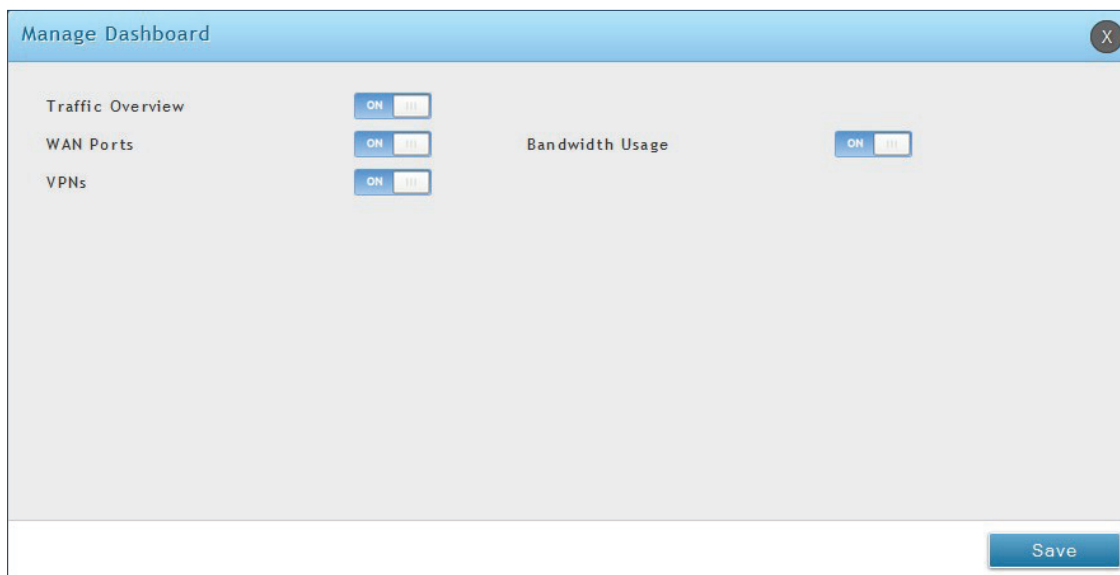 Manage Dashboard
X
Traffic Overview ON
WAN Ports ON Bandwidth Usage ON
VPNs ON
Save